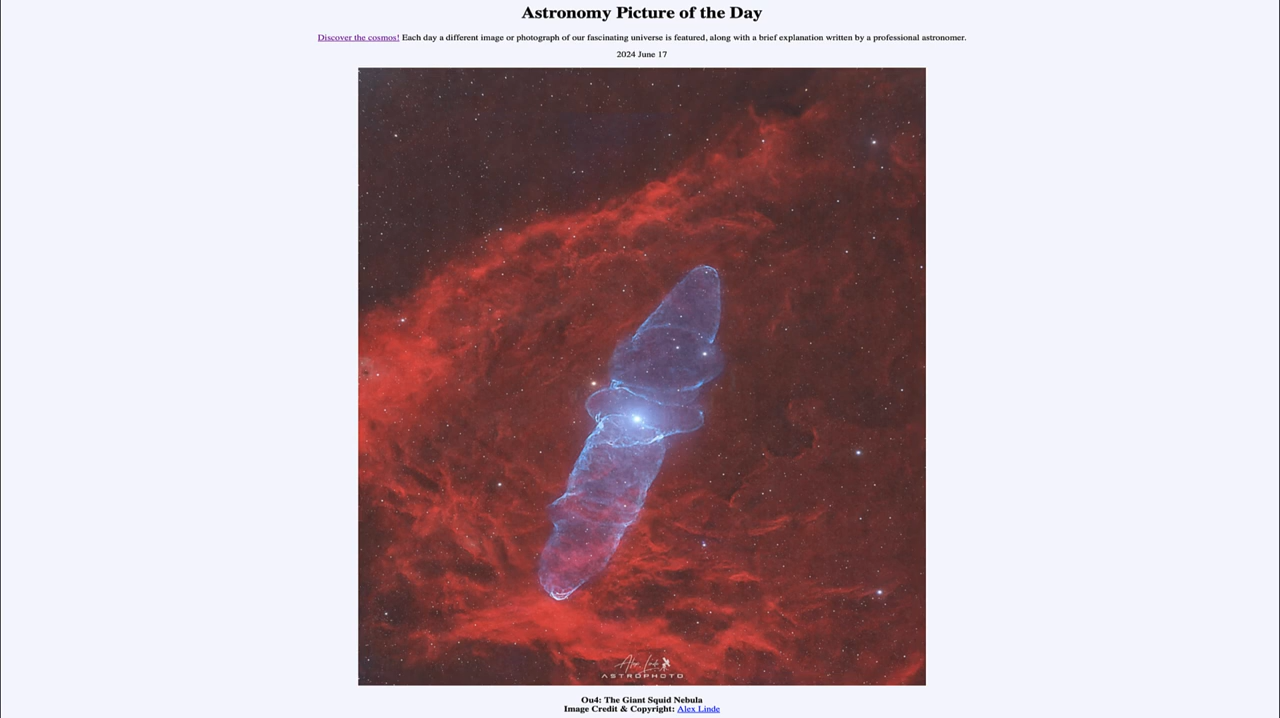 Astronomy Picture of the Day
Discover the cosmos! Each day a different image or photograph of our fascinating universe is featured, along with a brief explanation written by a professional astronomer.
2024 June 17
Alex Linde
ASTROPHOTO
Ou4: The Giant Squid Nebula
Image Credit & Copyright: Alex Linde